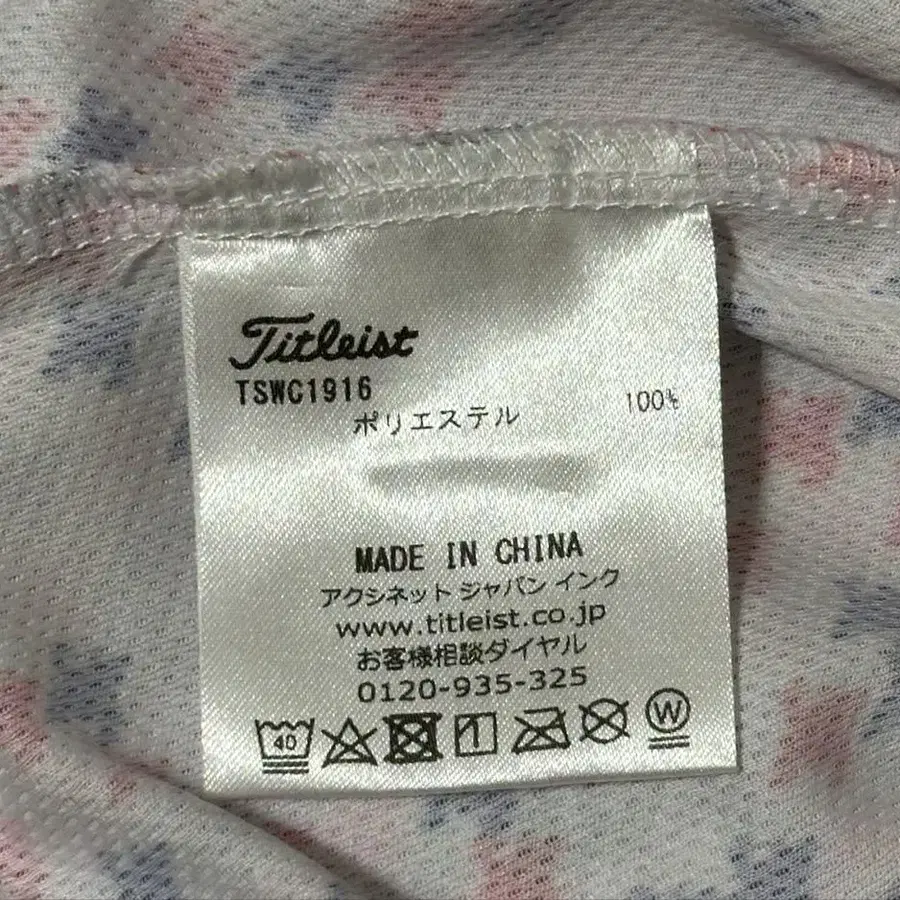 Titleist
TSWC1916
ポリエステル 100%
MADE IN CHINA
アクシネット ジャパン インク
www.titleist.co.jp
お客様相談ダイヤル
0120-935-325
40 W